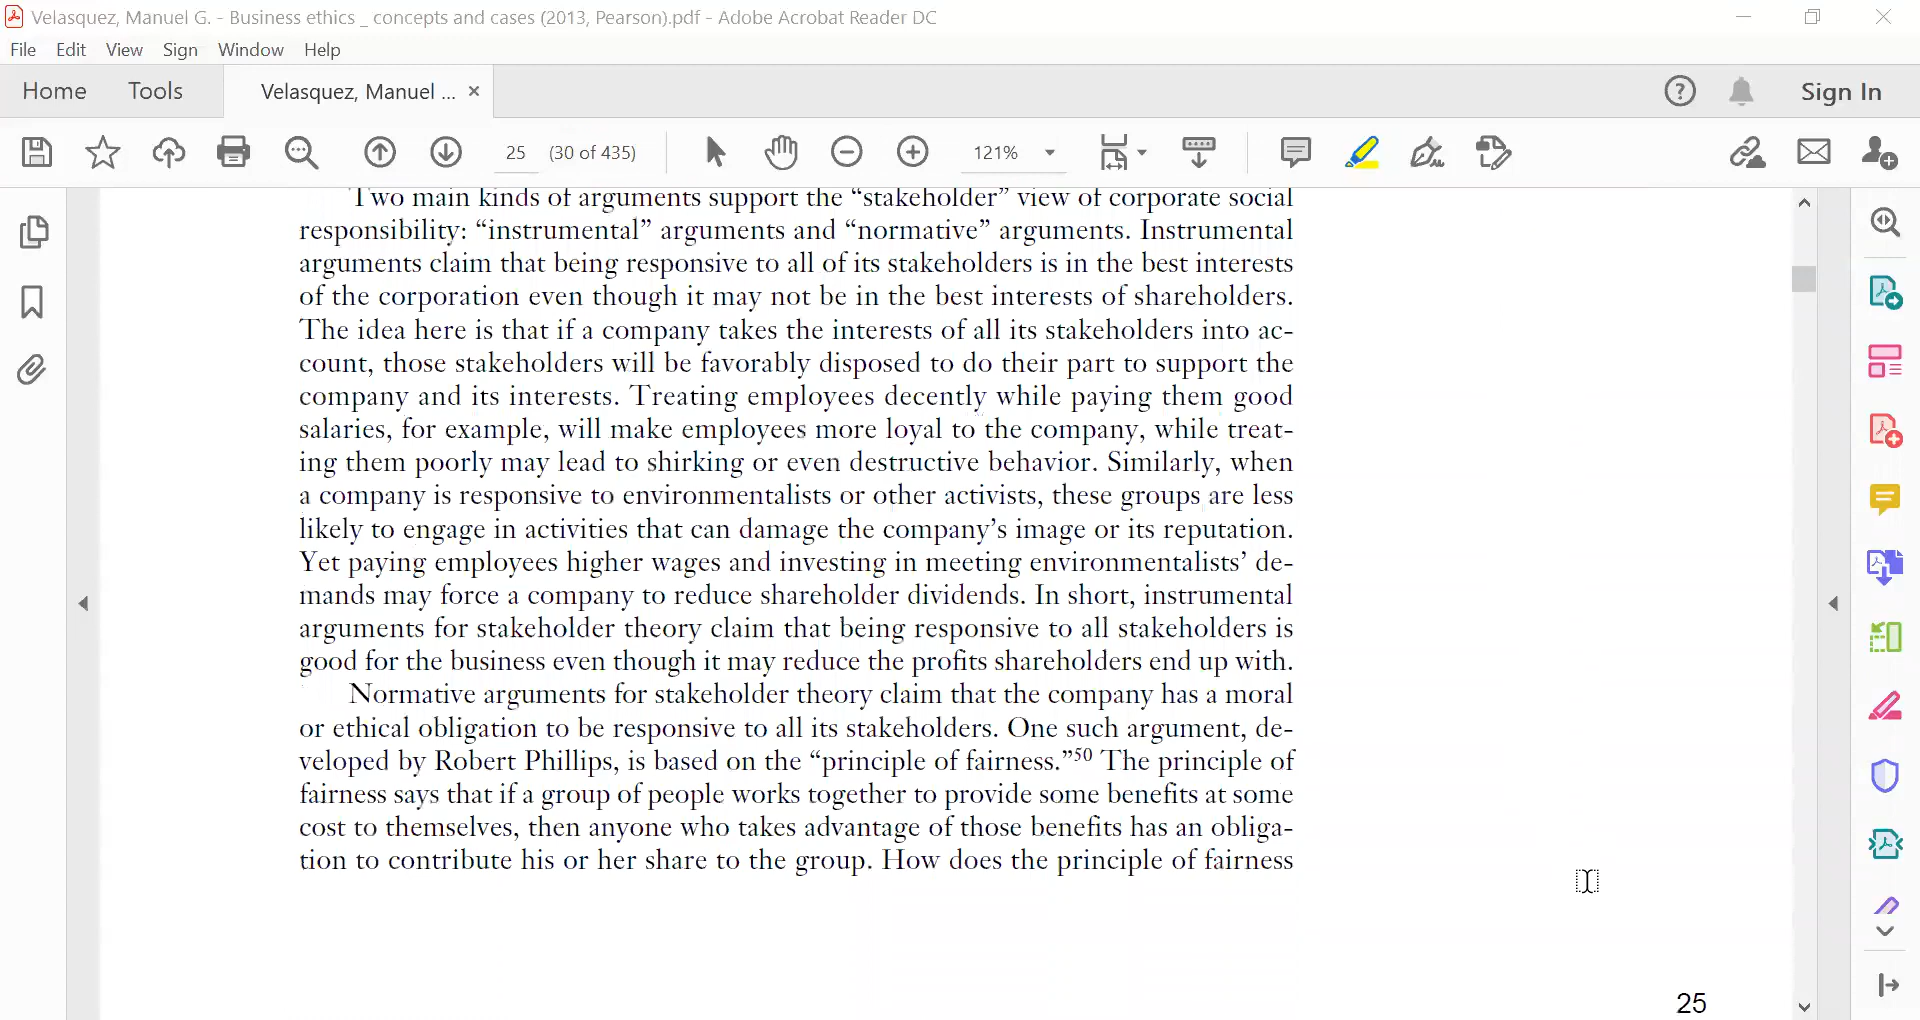 Velasquez, Manuel G. - Business ethics _ concepts and cases (2013, Pearson).pdf - Adobe Acrobat Reader DC
File Edit View Sign Window Help
Home Tools Velasquez, Manuel ... × Sign In
25 (30 of 435) 121%
Two main kinds of arguments support the “stakeholder” view of corporate social
responsibility: “instrumental” arguments and “normative” arguments. Instrumental
arguments claim that being responsive to all of its stakeholders is in the best interests
of the corporation even though it may not be in the best interests of shareholders.
The idea here is that if a company takes the interests of all its stakeholders into ac-
count, those stakeholders will be favorably disposed to do their part to support the
company and its interests. Treating employees decently while paying them good
salaries, for example, will make employees more loyal to the company, while treat-
ing them poorly may lead to shirking or even destructive behavior. Similarly, when
a company is responsive to environmentalists or other activists, these groups are less
likely to engage in activities that can damage the company’s image or its reputation.
Yet paying employees higher wages and investing in meeting environmentalists’ de-
mands may force a company to reduce shareholder dividends. In short, instrumental
arguments for stakeholder theory claim that being responsive to all stakeholders is
good for the business even though it may reduce the profits shareholders end up with.
Normative arguments for stakeholder theory claim that the company has a moral
or ethical obligation to be responsive to all its stakeholders. One such argument, de-
veloped by Robert Phillips, is based on the “principle of fairness.”50 The principle of
fairness says that if a group of people works together to provide some benefits at some
cost to themselves, then anyone who takes advantage of those benefits has an obliga-
tion to contribute his or her share to the group. How does the principle of fairness
25